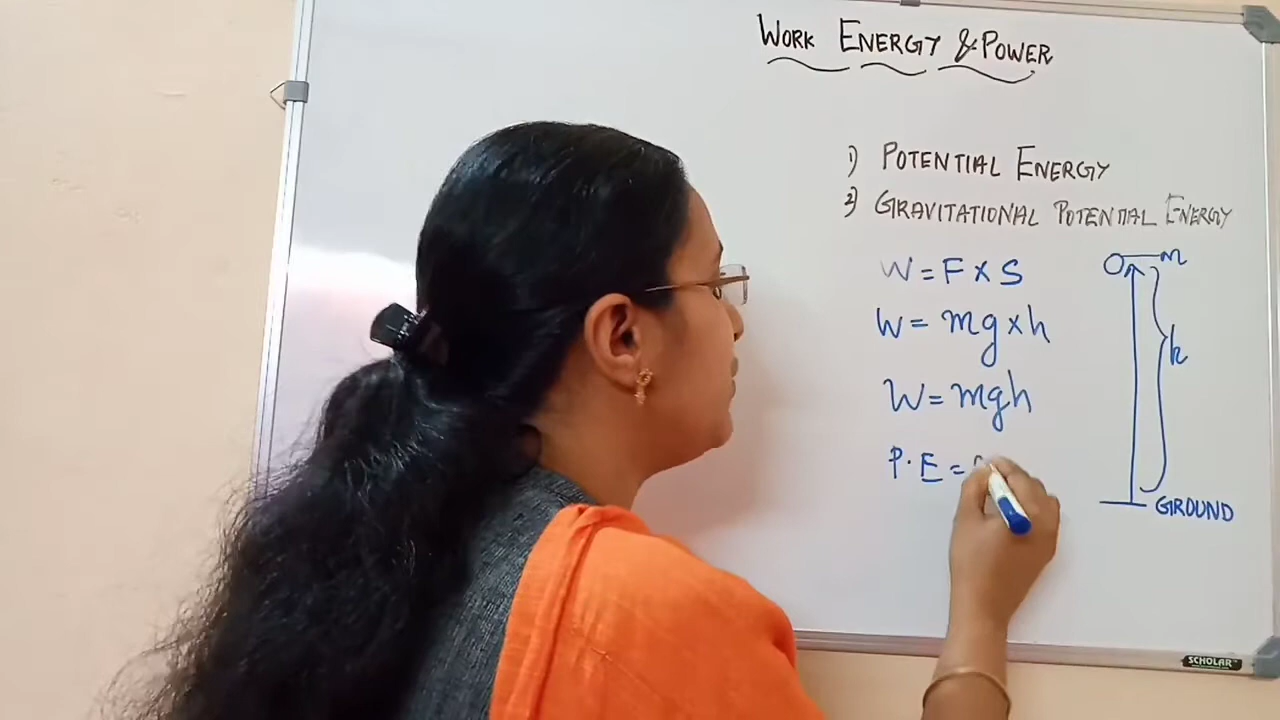 WORK ENERGY & POWER
1) POTENTIAL ENERGY
2) GRAVITATIONAL POTENTIAL ENERGY
W = F x S
m
W = mg x h
h
W = mgh
P.E =
GROUND
SCHOLAR